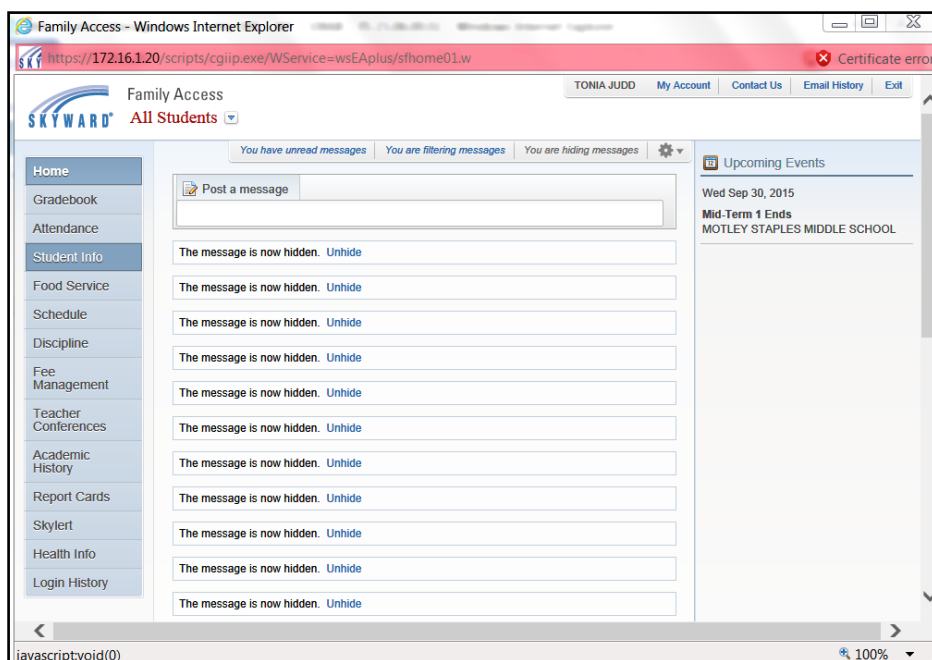 Family Access - Windows Internet Explorer
https://172.16.1.20/scripts/cgiip.exe/WService=wsEAplus/sfhome01.w
Certificate error
SKYWARD®
Family Access
All Students
TONIA JUDD
My Account
Contact Us
Email History
Exit
You have unread messages
You are filtering messages
You are hiding messages
Home
Gradebook
Attendance
Student Info
Food Service
Schedule
Discipline
Fee
Management
Teacher
Conferences
Academic
History
Report Cards
Skylert
Health Info
Login History
Post a message
The message is now hidden. Unhide
The message is now hidden. Unhide
The message is now hidden. Unhide
The message is now hidden. Unhide
The message is now hidden. Unhide
The message is now hidden. Unhide
The message is now hidden. Unhide
The message is now hidden. Unhide
The message is now hidden. Unhide
The message is now hidden. Unhide
The message is now hidden. Unhide
Upcoming Events
Wed Sep 30, 2015
Mid-Term 1 Ends
MOTLEY STAPLES MIDDLE SCHOOL
javascript:void(0)
100%